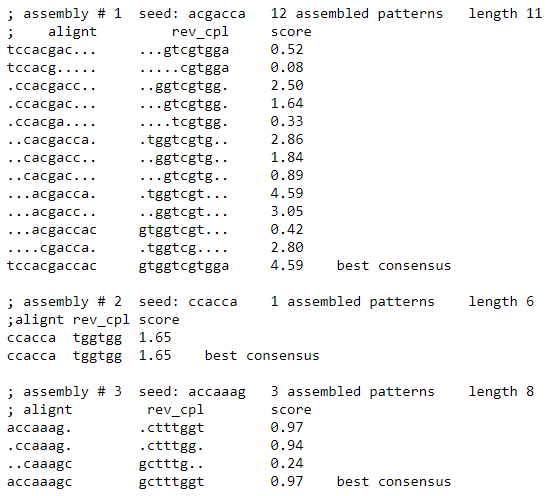 ; assembly # 1  seed: acgacca   12 assembled patterns   length 11
;    alignt         rev_cpl     score
tccacgac...     ...gtcgtgga     0.52
tccacg.....     .....cgtgga     0.08
.ccacgacc..     ..ggtcgtgg.     2.50
.ccacgac...     ...gtcgtgg.     1.64
.ccacga....     ....tcgtgg.     0.33
..cacgacca.     .tggtcgtg..     2.86
..cacgacc..     ..ggtcgtg..     1.84
..cacgac...     ...gtcgtg..     0.89
...acgacca.     .tggtcgt...     4.59
...acgacc..     ..ggtcgt...     3.05
...acgaccac     gtggtcgt...     0.42
....cgacca.     .tggtcg....     2.80
tccacgaccac     gtggtcgtgga     4.59    best consensus
; assembly # 2  seed: ccacca    1 assembled patterns    length 6
;alignt rev_cpl score
ccacca  tggtgg  1.65
ccacca  tggtgg  1.65    best consensus
; assembly # 3  seed: accaaag   3 assembled patterns    length 8
; alignt         rev_cpl        score
accaaag.        .ctttggt        0.97
.ccaaag.        .ctttgg.        0.94
..caaagc        gctttg..        0.24
accaaagc        gctttggt        0.97    best consensus